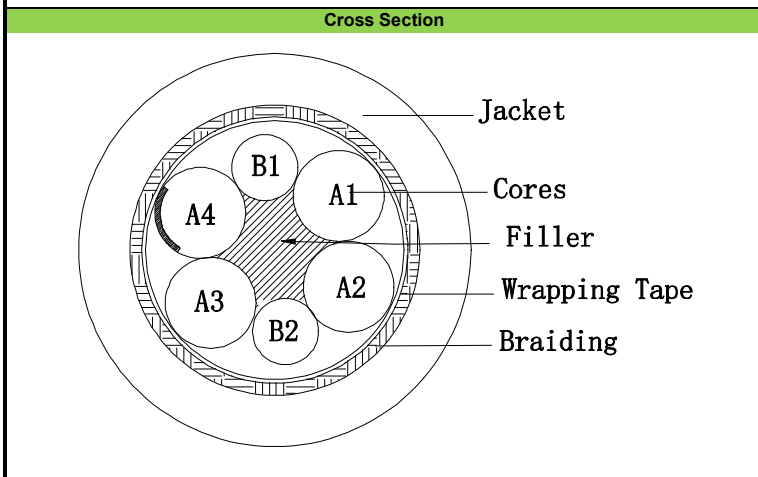 Cross Section
Jacket
B1
A1
Cores
A4
Filler
A2
Wrapping Tape
A3
B2
Braiding